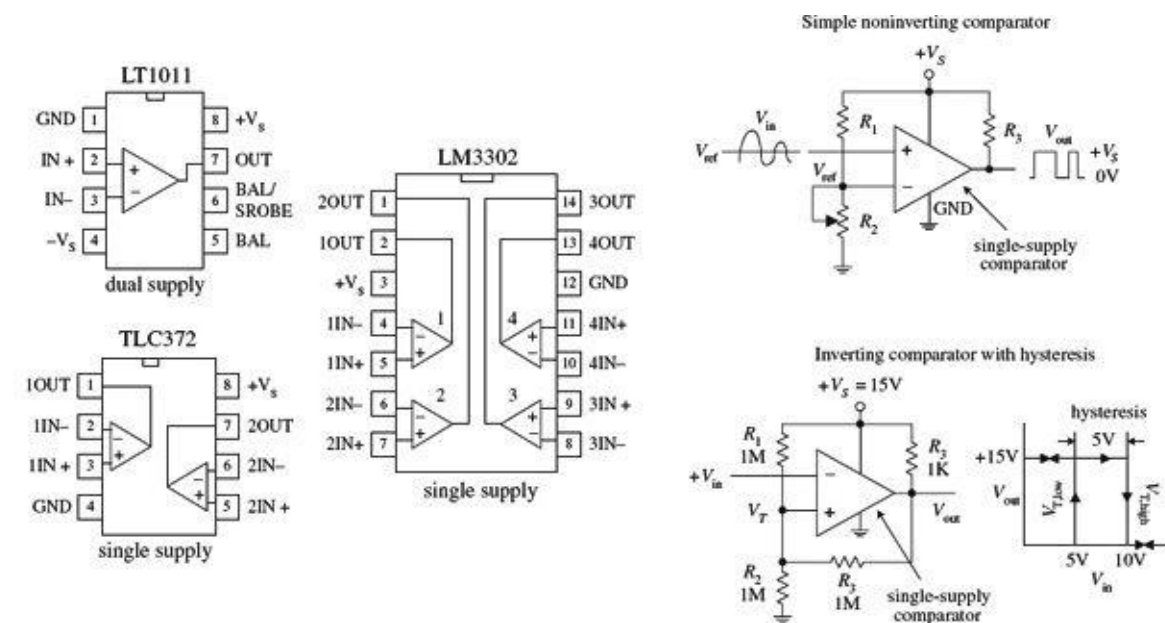 LT1011
GND 1 8 +Vs
IN + 2 7 OUT
+
−
IN− 3 6 BAL/
SROBE
−Vs 4 5 BAL
dual supply
TLC372
1OUT 1 8 +Vs
1IN− 2 7 2OUT
−
+
1IN + 3 6 2IN−
−
+
GND 4 5 2IN +
single supply
LM3302
2OUT 1 14 3OUT
1OUT 2 13 4OUT
+Vs 3 12 GND
1IN− 4 − 1 4 + 11 4IN+
1IN+ 5 + − 10 4IN−
2IN− 6 − 2 3 + 9 3IN +
2IN+ 7 + − 8 3IN−
single supply
Simple noninverting comparator
+VS
Vin
R1
R3
Vout
+VS
0V
Vref
+
Vref
−
GND
R2
single-supply
comparator
Inverting comparator with hysteresis
+VS = 15V
R1
1M
R3
1K
+Vin
−
VT
+
Vout
R2
1M
R3
1M
single-supply
comparator
hysteresis
5V
+15V
Vout
VT,low
VT,high
5V 10V
Vin